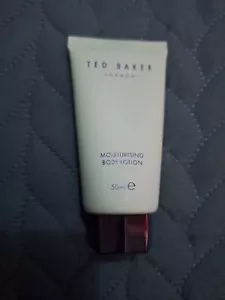 TED BAKER
LONDON
MOISTURISING
BODY LOTION
50ml e